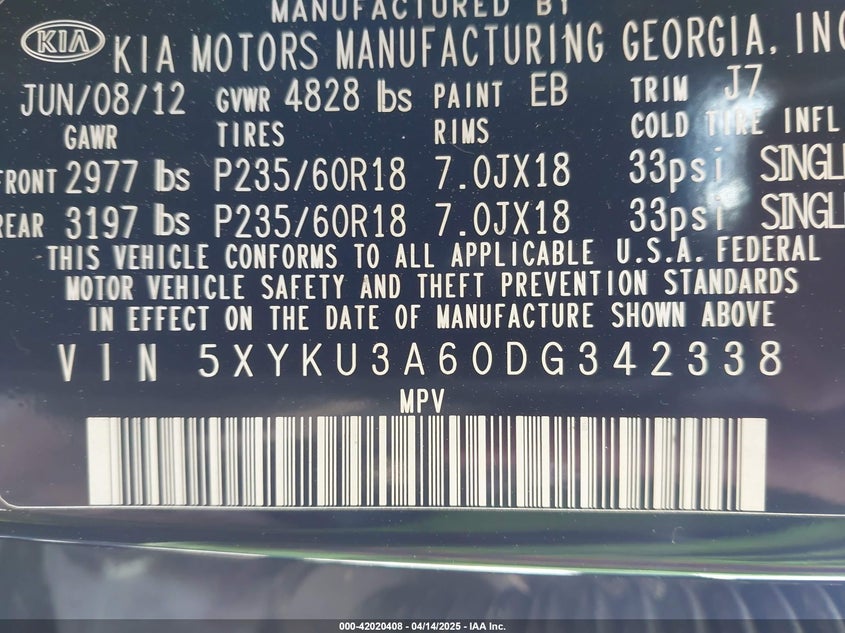 MANUFACTURED BY
KIA KIA MOTORS MANUFACTURING GEORGIA, INC
JUN/08/12 GVWR 4828 lbs PAINT EB TRIM J7
GAWR TIRES RIMS COLD TIRE INFL
FRONT 2977 lbs P235/60R18 7.0JX18 33psi SINGLE
REAR 3197 lbs P235/60R18 7.0JX18 33psi SINGLE
THIS VEHICLE CONFORMS TO ALL APPLICABLE U.S.A. FEDERAL
MOTOR VEHICLE SAFETY AND THEFT PREVENTION STANDARDS
IN EFFECT ON THE DATE OF MANUFACTURE SHOWN ABOVE
VIN 5XYKU3A60DG342338
MPV
000-42020408 - 04/14/2025 - IAA Inc.